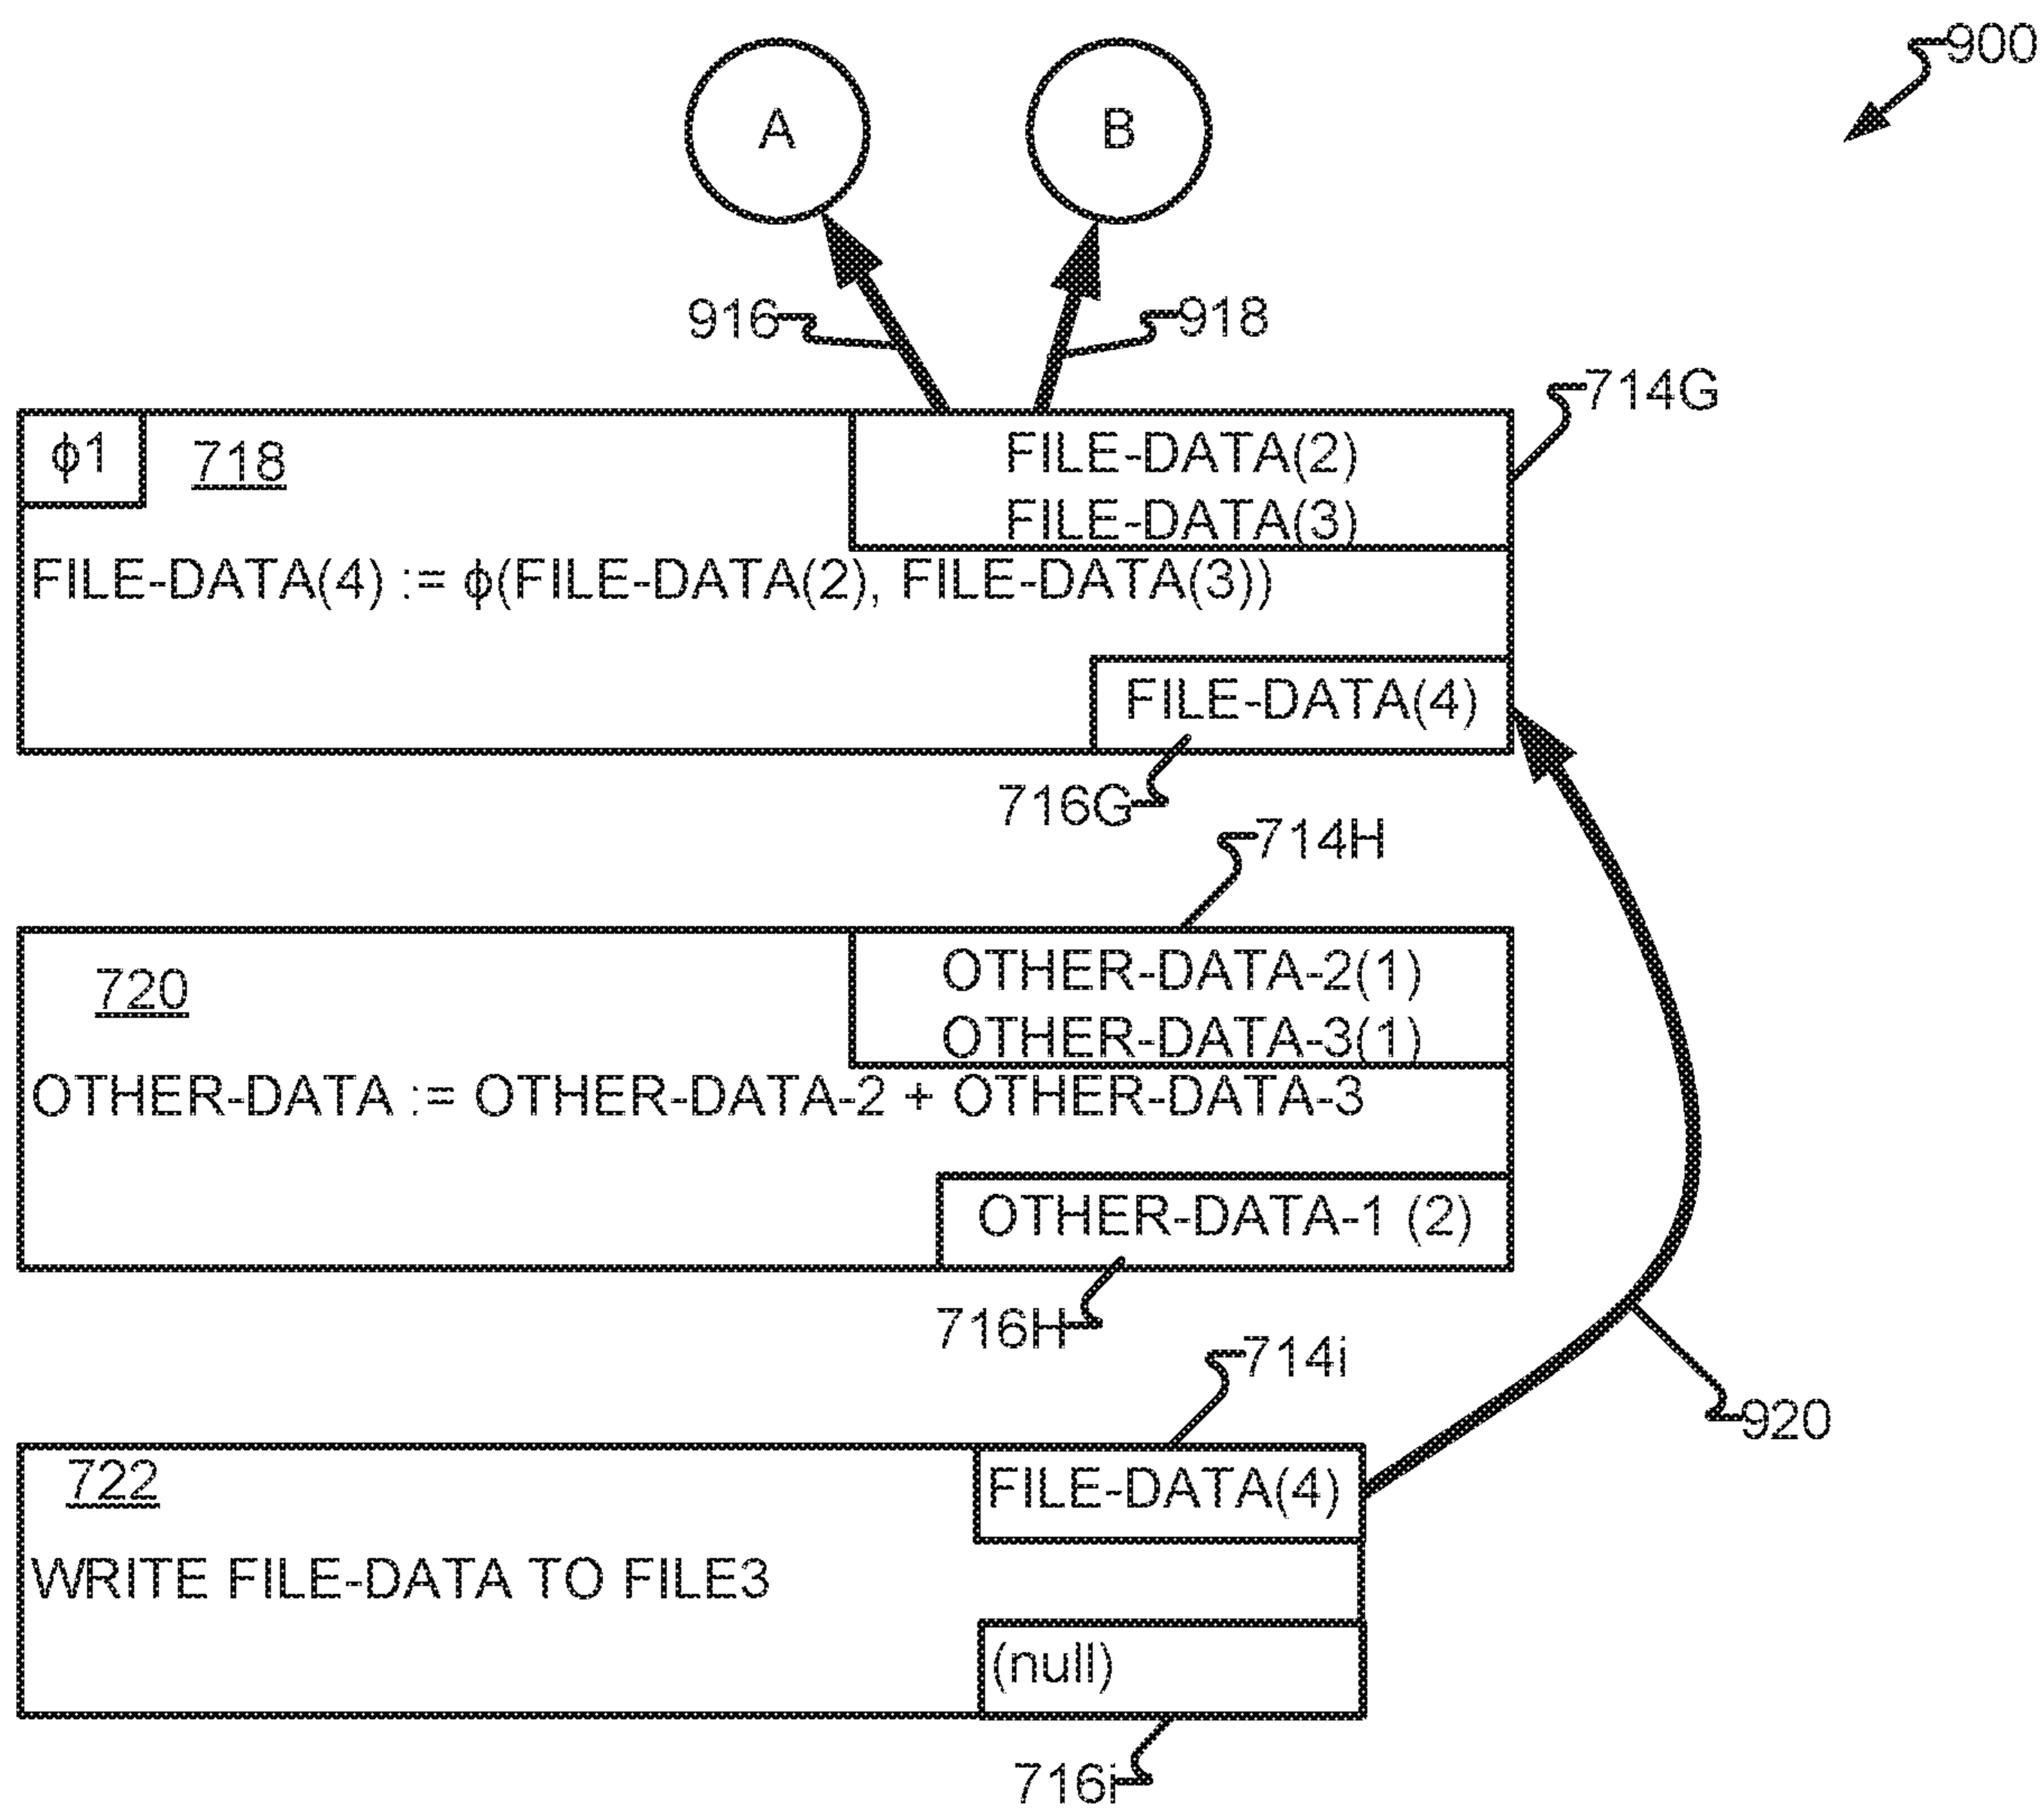 900
A
B
916
918
714G
ϕ1
718
FILE-DATA(2)
FILE-DATA(3)
FILE-DATA(4) := ϕ(FILE-DATA(2), FILE-DATA(3))
FILE-DATA(4)
716G
714H
720
OTHER-DATA-2(1)
OTHER-DATA-3(1)
OTHER-DATA := OTHER-DATA-2 + OTHER-DATA-3
OTHER-DATA-1 (2)
716H
714i
920
722
FILE-DATA(4)
WRITE FILE-DATA TO FILE3
(null)
716i